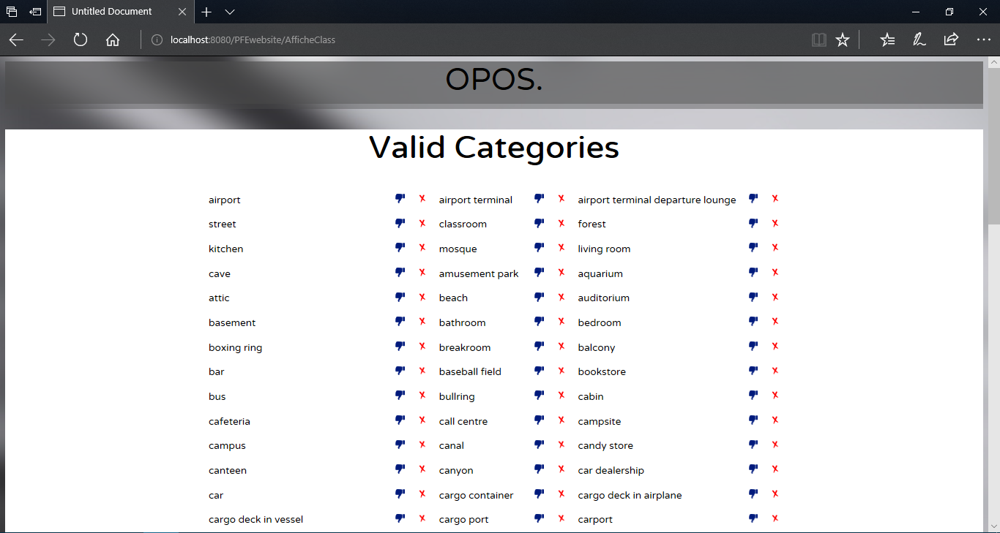 Untitled Document
localhost:8080/PFEwebsite/AfficheClass
OPOS.
Valid Categories
airport airport terminal airport terminal departure lounge
street classroom forest
kitchen mosque living room
cave amusement park aquarium
attic beach auditorium
basement bathroom bedroom
boxing ring breakroom balcony
bar baseball field bookstore
bus bullring cabin
cafeteria call centre campsite
campus canal candy store
canteen canyon car dealership
car cargo container cargo deck in airplane
cargo deck in vessel cargo port carport